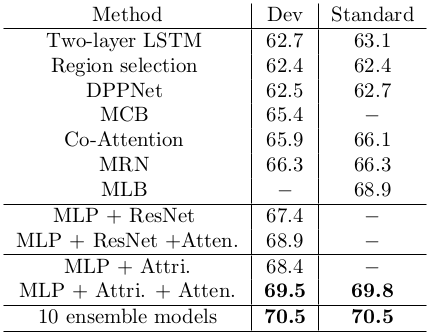 Method Dev Standard
Two-layer LSTM 62.7 63.1
Region selection 62.4 62.4
DPPNet 62.5 62.7
MCB 65.4 −
Co-Attention 65.9 66.1
MRN 66.3 66.3
MLB − 68.9
MLP + ResNet 67.4 −
MLP + ResNet +Atten. 68.9 −
MLP + Attri. 68.4 −
MLP + Attri. + Atten. 69.5 69.8
10 ensemble models 70.5 70.5